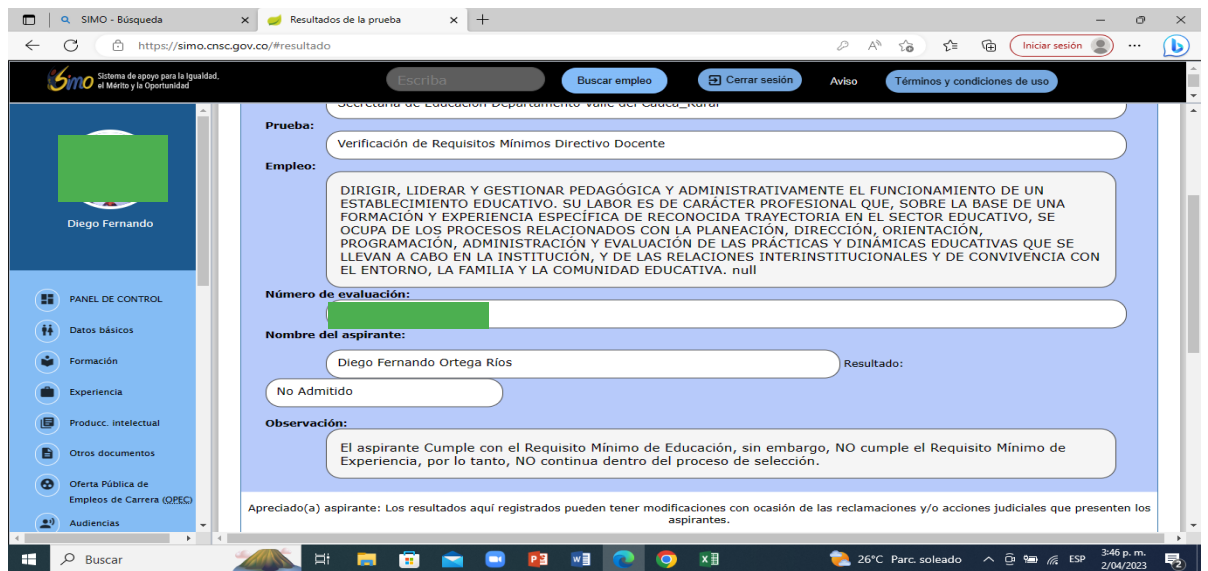 SIMO - Búsqueda
Resultados de la prueba
https://simo.cnsc.gov.co/#resultado
Iniciar sesión
Simo Sistema de apoyo para la Igualdad,
el Mérito y la Oportunidad
Escriba
Buscar empleo
Cerrar sesión
Aviso
Términos y condiciones de uso
Diego Fernando
PANEL DE CONTROL
Datos básicos
Formación
Experiencia
Producc. intelectual
Otros documentos
Oferta Pública de
Empleos de Carrera (OPEC)
Audiencias
Secretaría de Educación Departamento Valle del Cauca_Rural
Prueba:
Verificación de Requisitos Mínimos Directivo Docente
Empleo:
DIRIGIR, LIDERAR Y GESTIONAR PEDAGÓGICA Y ADMINISTRATIVAMENTE EL FUNCIONAMIENTO DE UN
ESTABLECIMIENTO EDUCATIVO. SU LABOR ES DE CARÁCTER PROFESIONAL QUE, SOBRE LA BASE DE UNA
FORMACIÓN Y EXPERIENCIA ESPECÍFICA DE RECONOCIDA TRAYECTORIA EN EL SECTOR EDUCATIVO, SE
OCUPA DE LOS PROCESOS RELACIONADOS CON LA PLANEACIÓN, DIRECCIÓN, ORIENTACIÓN,
PROGRAMACIÓN, ADMINISTRACIÓN Y EVALUACIÓN DE LAS PRÁCTICAS Y DINÁMICAS EDUCATIVAS QUE SE
LLEVAN A CABO EN LA INSTITUCIÓN, Y DE LAS RELACIONES INTERINSTITUCIONALES Y DE CONVIVENCIA CON
EL ENTORNO, LA FAMILIA Y LA COMUNIDAD EDUCATIVA. null
Número de evaluación:
Nombre del aspirante:
Diego Fernando Ortega Ríos
Resultado:
No Admitido
Observación:
El aspirante Cumple con el Requisito Mínimo de Educación, sin embargo, NO cumple el Requisito Mínimo de
Experiencia, por lo tanto, NO continua dentro del proceso de selección.
Apreciado(a) aspirante: Los resultados aquí registrados pueden tener modificaciones con ocasión de las reclamaciones y/o acciones judiciales que presenten los
aspirantes.
Buscar
26°C Parc. soleado
ESP
3:46 p. m.
2/04/2023
2